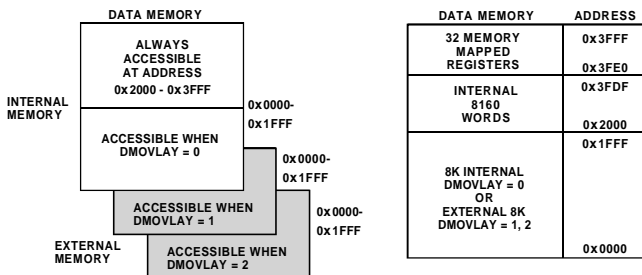 DATA MEMORY
ALWAYS
ACCESSIBLE
AT ADDRESS
0x2000 - 0x3FFF
INTERNAL
MEMORY
0x0000-
0x1FFF
ACCESSIBLE WHEN
DMOVLAY = 0
0x0000-
0x1FFF
ACCESSIBLE WHEN
DMOVLAY = 1
0x0000-
0x1FFF
EXTERNAL
MEMORY
ACCESSIBLE WHEN
DMOVLAY = 2
DATA MEMORY ADDRESS
32 MEMORY
MAPPED
REGISTERS
0x3FFF
0x3FE0
INTERNAL
8160
WORDS
0x3FDF
0x2000
8K INTERNAL
DMOVLAY = 0
OR
EXTERNAL 8K
DMOVLAY = 1, 2
0x1FFF
0x0000